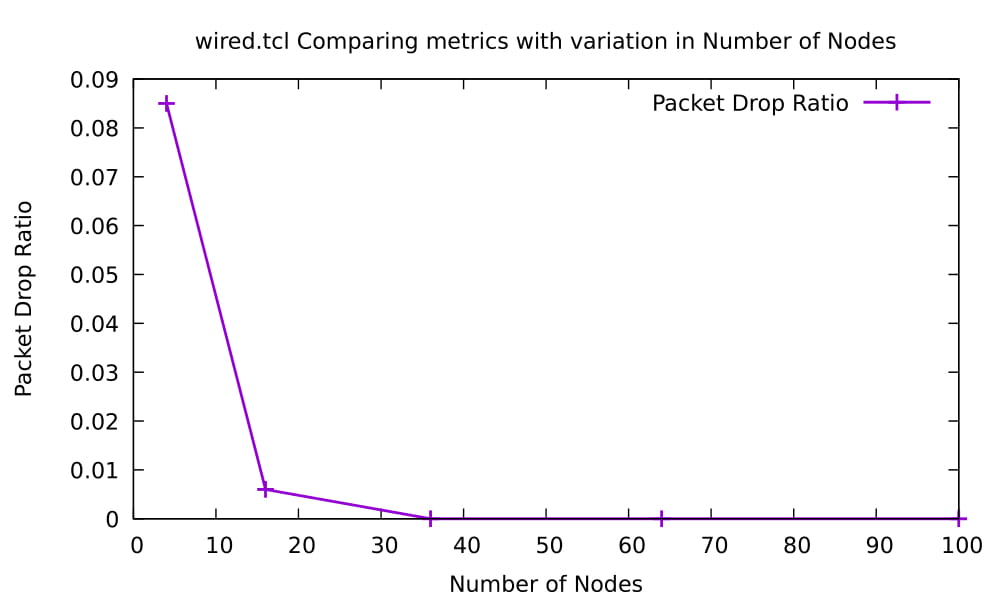 wired.tcl Comparing metrics with variation in Number of Nodes
Packet Drop Ratio
Packet Drop Ratio
0.09
0.08
0.07
0.06
0.05
0.04
0.03
0.02
0.01
0
0 10 20 30 40 50 60 70 80 90 100
Number of Nodes